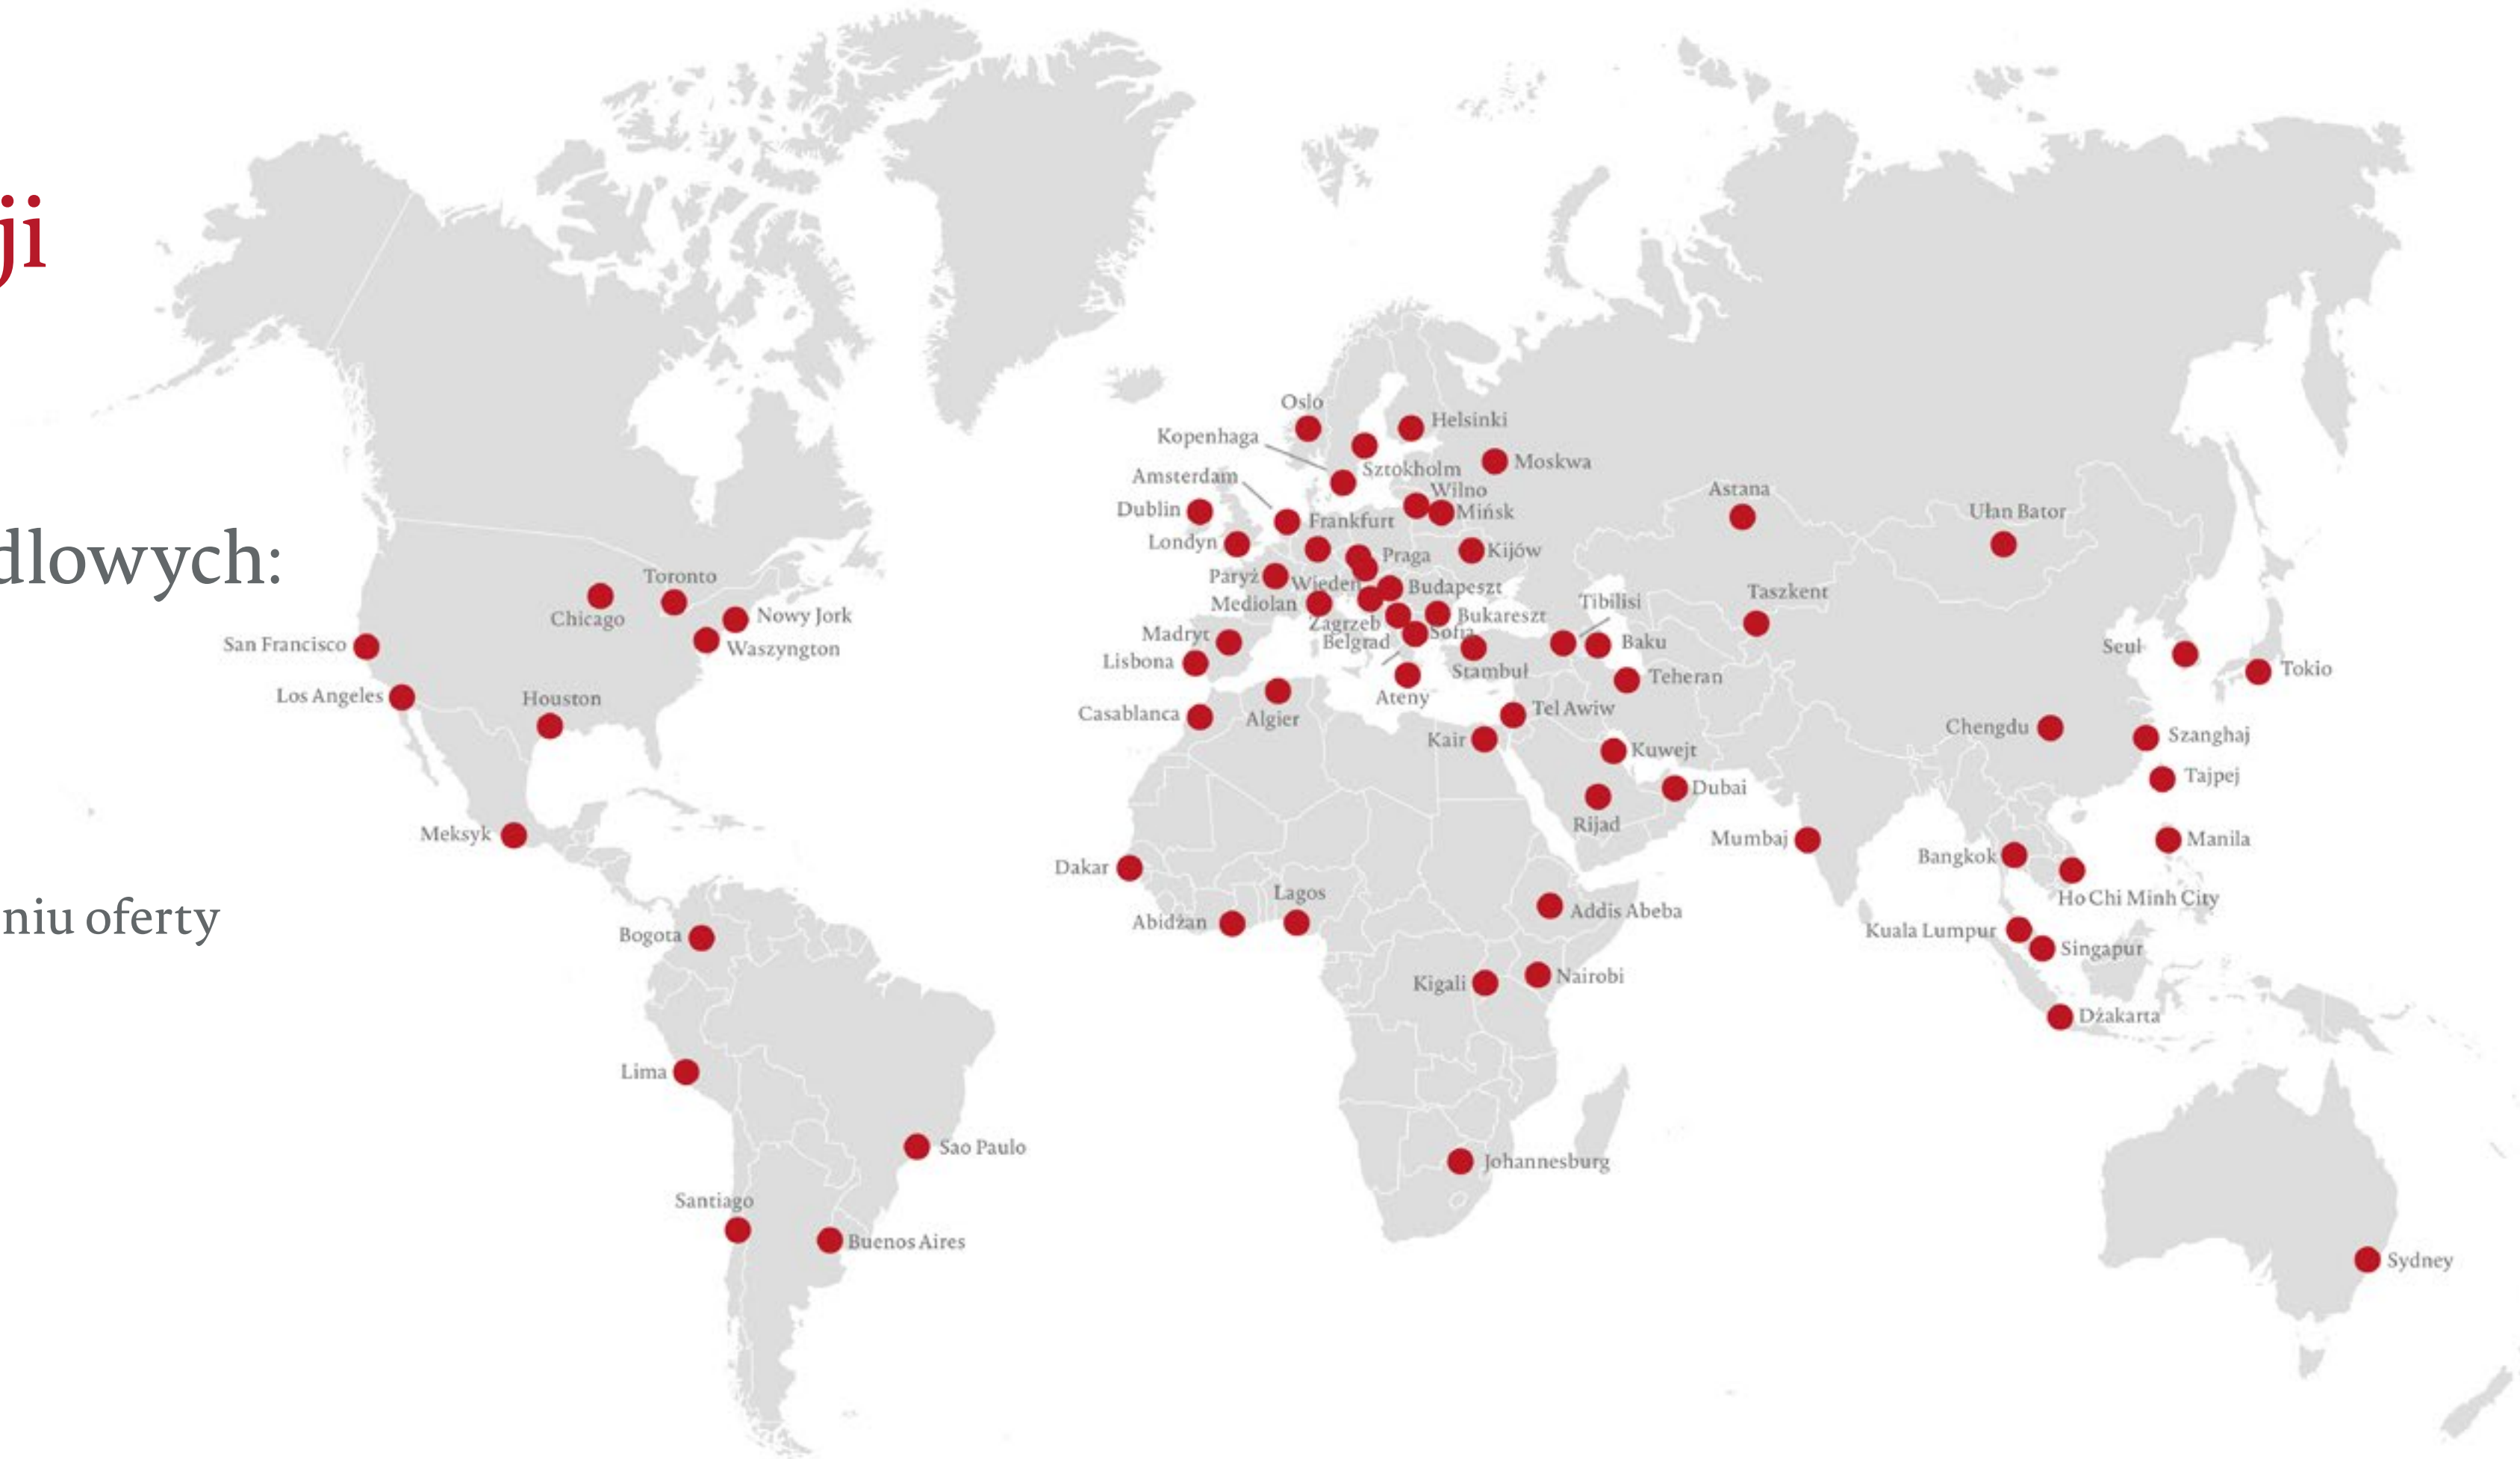 ji
dlowych:
niu oferty
Oslo
Helsinki
Kopenhaga
Sztokholm
Moskwa
Amsterdam
Wilno
Dublin
Frankfurt
Mińsk
Astana
Ułan Bator
Londyn
Praga
Kijów
Paryż
Wiedeń
Budapeszt
Toronto
Mediolan
Tibilisi
Taszkent
Chicago
Nowy Jork
Zagrzeb
Bukareszt
San Francisco
Waszyngton
Madryt
Belgrad
Sofia
Baku
Seul
Lisbona
Stambuł
Teheran
Tokio
Los Angeles
Houston
Ateny
Casablanca
Algier
Tel Awiw
Kair
Kuwejt
Chengdu
Szanghaj
Dubai
Tajpej
Meksyk
Rijad
Mumbaj
Manila
Dakar
Bangkok
Lagos
Ho Chi Minh City
Abidżan
Addis Abeba
Bogota
Kuala Lumpur
Singapur
Kigali
Nairobi
Dżakarta
Lima
Sao Paulo
Johannesburg
Santiago
Buenos Aires
Sydney